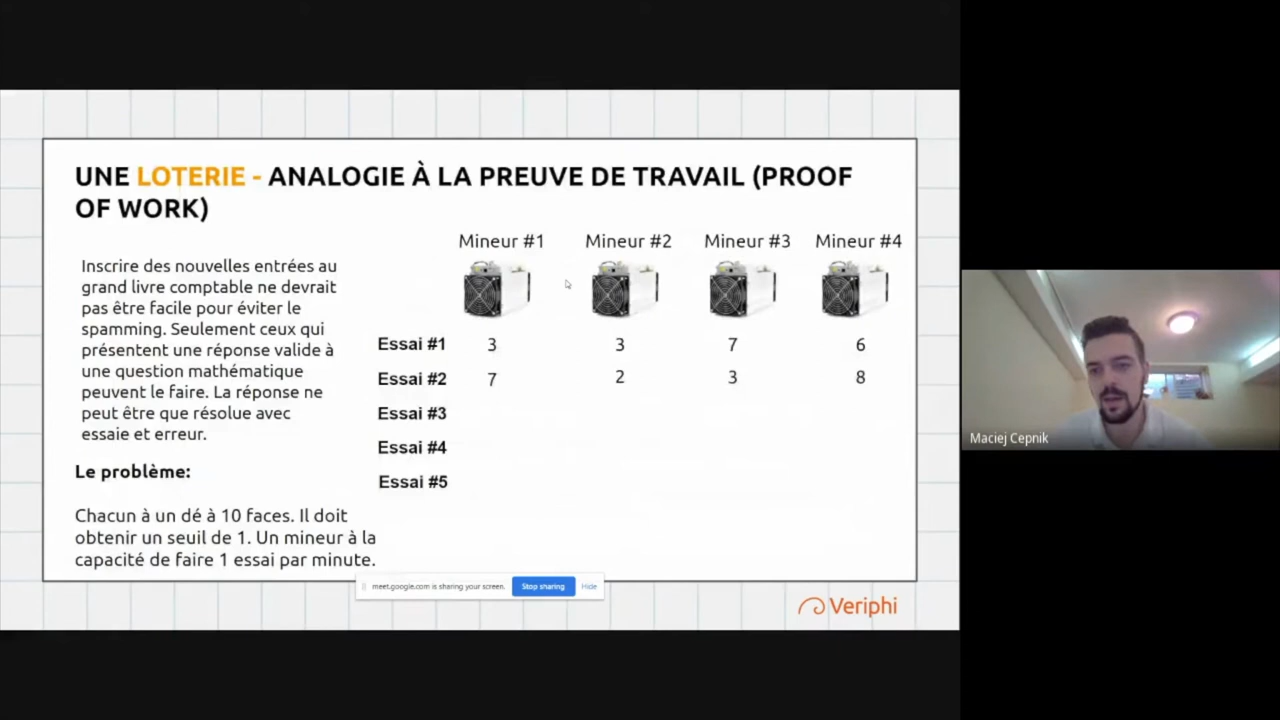 UNE LOTERIE - ANALOGIE À LA PREUVE DE TRAVAIL (PROOF
OF WORK)
Inscrire des nouvelles entrées au
grand livre comptable ne devrait
pas être facile pour éviter le
spamming. Seulement ceux qui
présentent une réponse valide à
une question mathématique
peuvent le faire. La réponse ne
peut être que résolue avec
essaie et erreur.
Le problème:
Chacun à un dé à 10 faces. Il doit
obtenir un seuil de 1. Un mineur à la
capacité de faire 1 essai par minute.
Mineur #1 Mineur #2 Mineur #3 Mineur #4
Essai #1 3 3 7 6
Essai #2 7 2 3 8
Essai #3
Essai #4
Essai #5
meet.google.com is sharing your screen. Stop sharing Hide
Veriphi
Maciej Cepnik